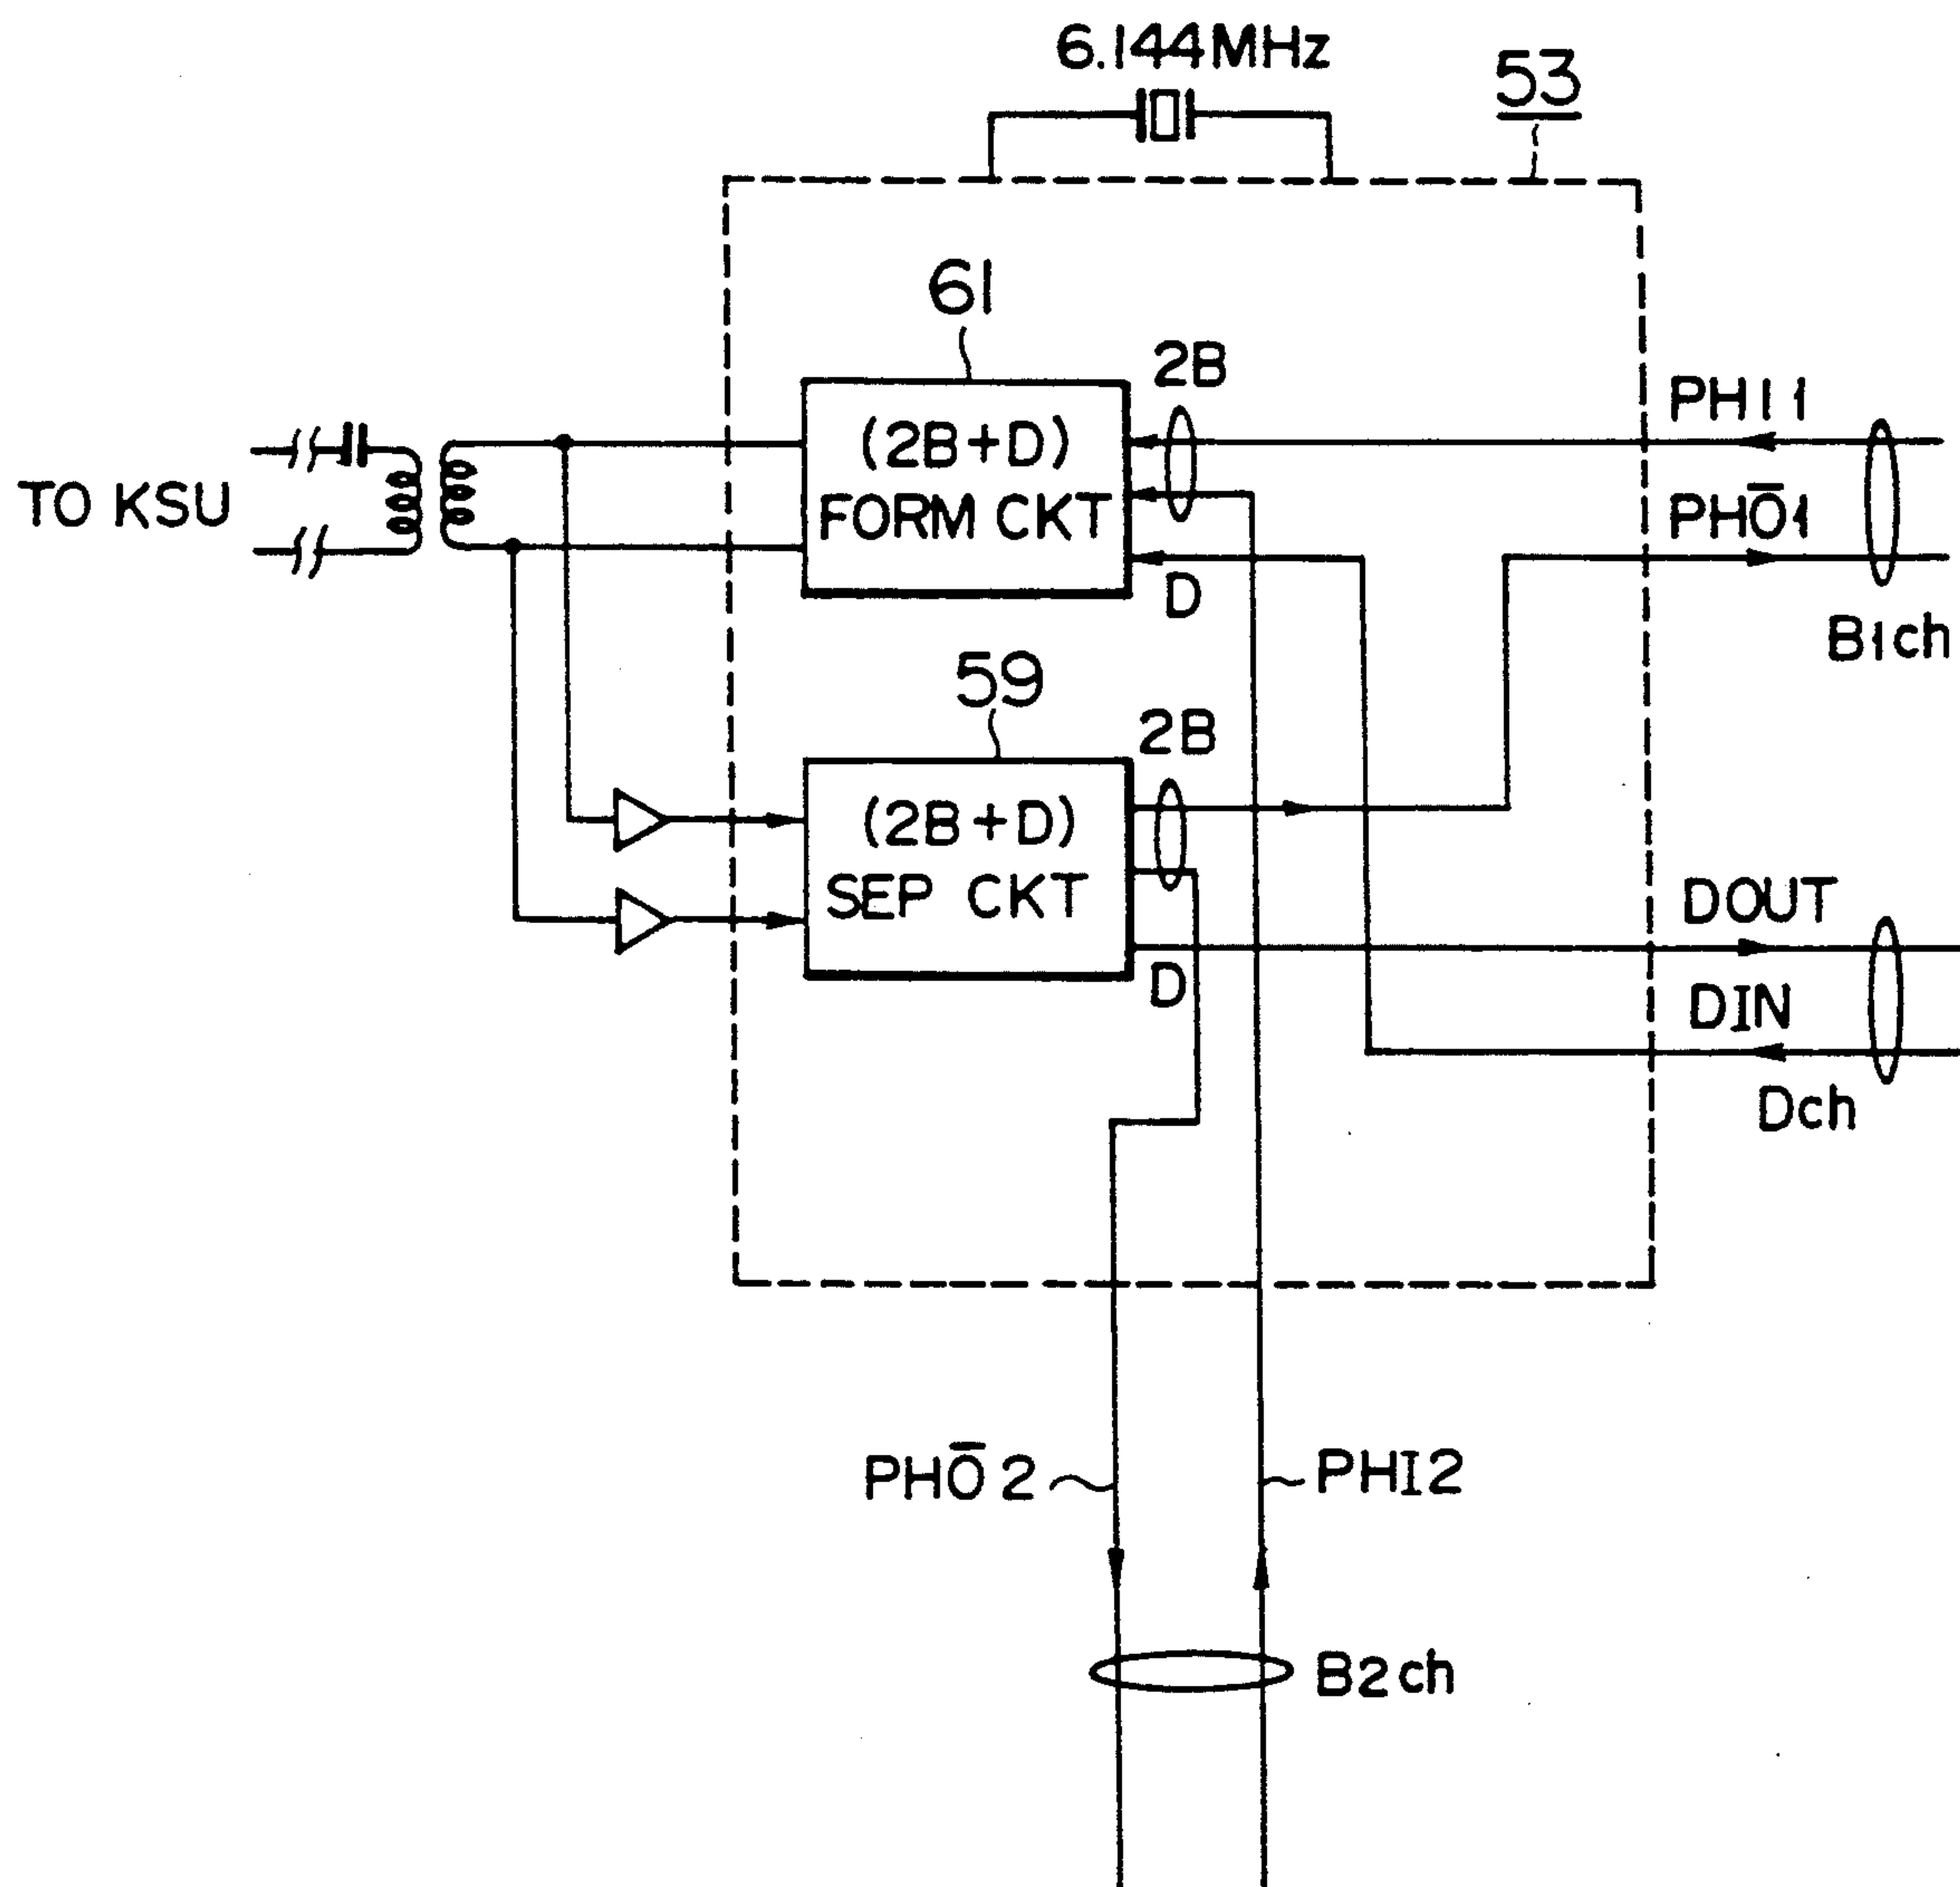 6.144MHz
53
61
2B
(2B+D)
FORM CKT
PHI1
PHŌ1
TO KSU
D
B1ch
59
2B
(2B+D)
SEP CKT
DOUT
D
DIN
Dch
PHŌ2
PHI2
B2ch